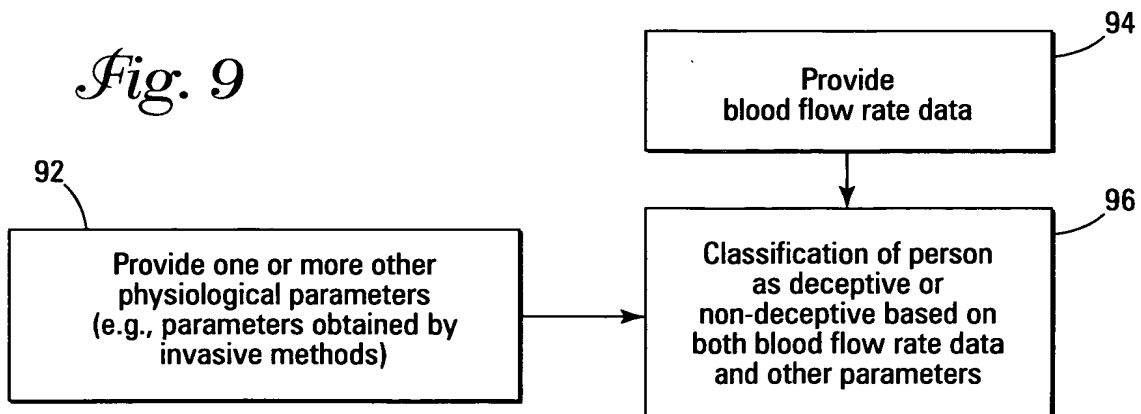 Fig. 9
94
Provide
blood flow rate data
92
Provide one or more other
physiological parameters
(e.g., parameters obtained by
invasive methods)
96
Classification of person
as deceptive or
non-deceptive based on
both blood flow rate data
and other parameters